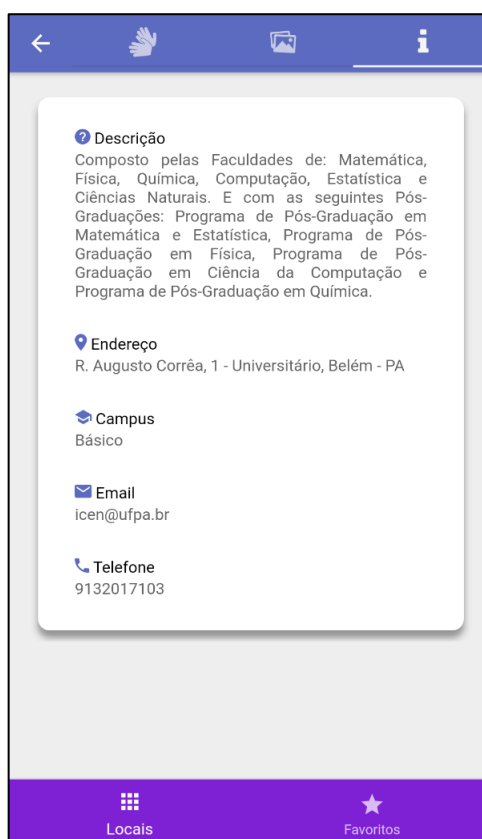 Descrição
Composto pelas Faculdades de: Matemática,
Física, Química, Computação, Estatística e
Ciências Naturais. E com as seguintes Pós-
Graduações: Programa de Pós-Graduação em
Matemática e Estatística, Programa de Pós-
Graduação em Física, Programa de Pós-
Graduação em Ciência da Computação e
Programa de Pós-Graduação em Química.
Endereço
R. Augusto Corrêa, 1 - Universitário, Belém - PA
Campus
Básico
Email
icen@ufpa.br
Telefone
9132017103
Locais
Favoritos